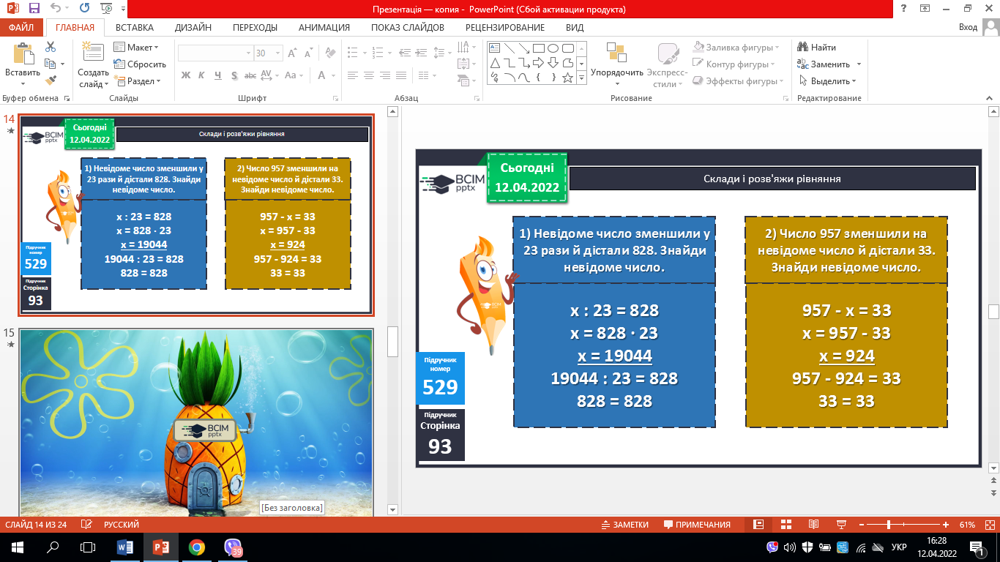 Презентація — копия - PowerPoint (Сбой активации продукта)
ФАЙЛ ГЛАВНАЯ ВСТАВКА ДИЗАЙН ПЕРЕХОДЫ АНИМАЦИЯ ПОКАЗ СЛАЙДОВ РЕЦЕНЗИРОВАНИЕ ВИД Вход
Вставить
Буфер обмена
Создать слайд
Макет
Сбросить
Раздел
Слайды
30
Ж К Ч S abc AV Aa A
Шрифт
Абзац
Упорядочить
Экспресс-стили
Заливка фигуры
Контур фигуры
Эффекты фигуры
Рисование
Найти
Заменить
Выделить
Редактирование
14
BCIM
pptx
Сьогодні
12.04.2022
Склади і розв'яжи рівняння
1) Невідоме число зменшили у
23 рази й дістали 828. Знайди
невідоме число.
x : 23 = 828
x = 828 · 23
x = 19044
19044 : 23 = 828
828 = 828
2) Число 957 зменшили на
невідоме число й дістали 33.
Знайди невідоме число.
957 - x = 33
x = 957 - 33
x = 924
957 - 924 = 33
33 = 33
Підручник
номер
529
Підручник
Сторінка
93
15
BCIM
pptx
[Без заголовка]
BCIM
pptx
Сьогодні
12.04.2022
Склади і розв'яжи рівняння
1) Невідоме число зменшили у
23 рази й дістали 828. Знайди
невідоме число.
x : 23 = 828
x = 828 · 23
x = 19044
19044 : 23 = 828
828 = 828
2) Число 957 зменшили на
невідоме число й дістали 33.
Знайди невідоме число.
957 - x = 33
x = 957 - 33
x = 924
957 - 924 = 33
33 = 33
Підручник
номер
529
Підручник
Сторінка
93
СЛАЙД 14 ИЗ 24 РУССКИЙ ЗАМЕТКИ ПРИМЕЧАНИЯ 61%
39
УКР
16:28
12.04.2022
1